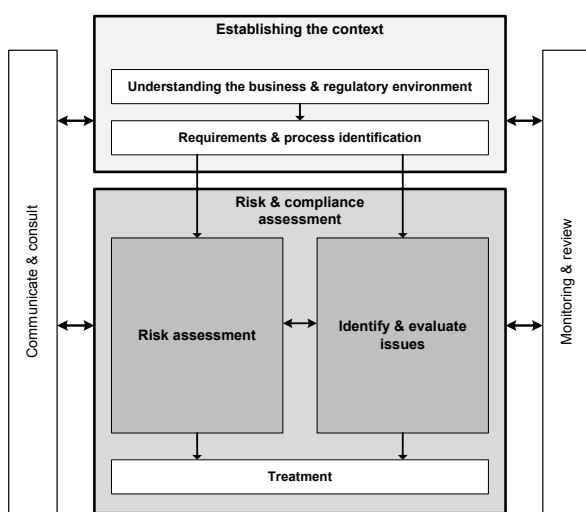 Establishing the context
Understanding the business & regulatory environment
Requirements & process identification
Communicate & consult
Risk & compliance
assessment
Risk assessment
Identify & evaluate
issues
Monitoring & review
Treatment